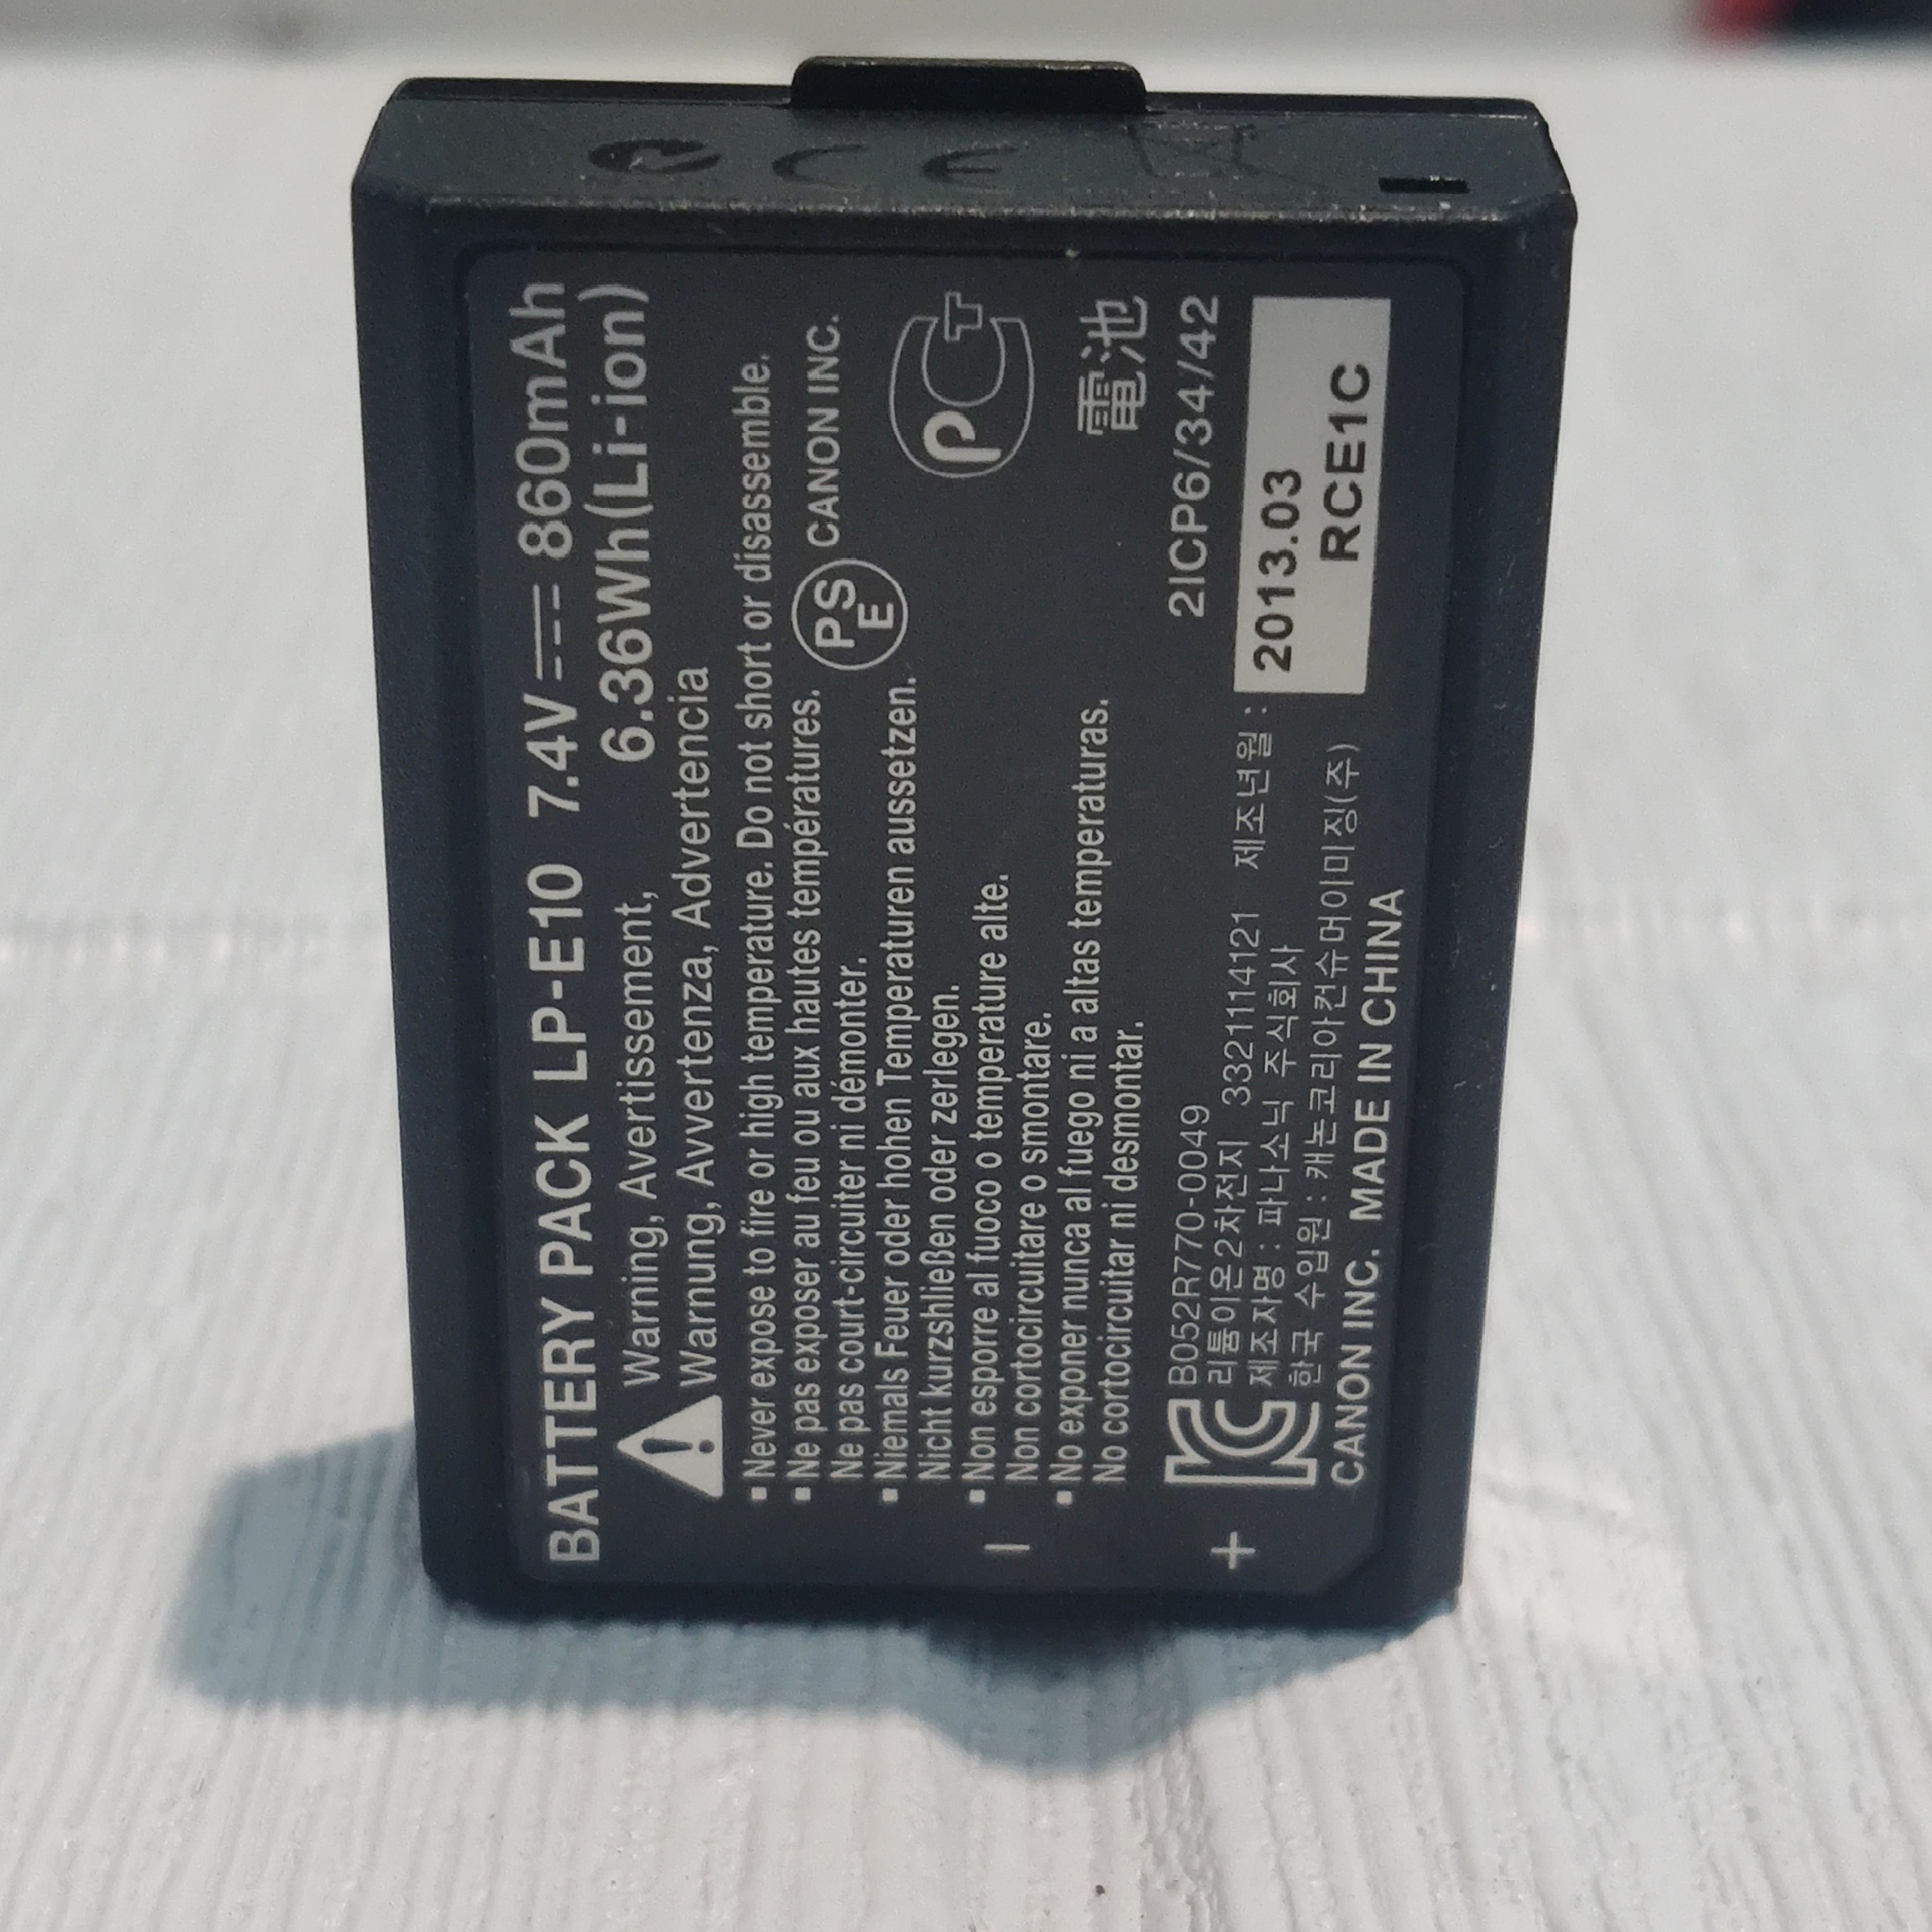 BATTERY PACK LP-E10 7.4V 860mAh
6.36Wh(Li-ion)
Warning, Avertissement,
Warnung, Avvertenza, Advertencia
▪ Never expose to fire or high temperature. Do not short or disassemble.
▪ Ne pas exposer au feu ou aux hautes températures.
Ne pas court-circuiter ni démonter.
▪ Niemals Feuer oder hohen Temperaturen aussetzen.
Nicht kurzshließen oder zerlegen.
▪ Non esporre al fuoco o temperature alte.
Non cortocircuitare o smontare.
▪ No exponer nunca al fuego ni a altas temperaturas.
No cortocircuitar ni desmontar.
PS E CANON INC.
PCT
電池
2ICP6/34/42
B052R770-0049
리튬이온2차전지 3321114121 제조년월 : 2013.03
제조자명 : 파나소닉 주식회사
RCE1C
한국 수입원 : 캐논코리아컨슈머이미징(주)
CANON INC. MADE IN CHINA
− +
CE